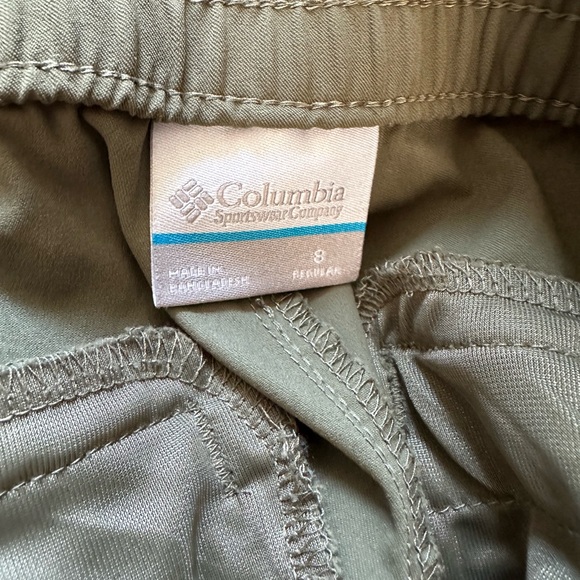 Columbia
Sportswear Company
8
MADE IN
REGULAR
BANGLADESH